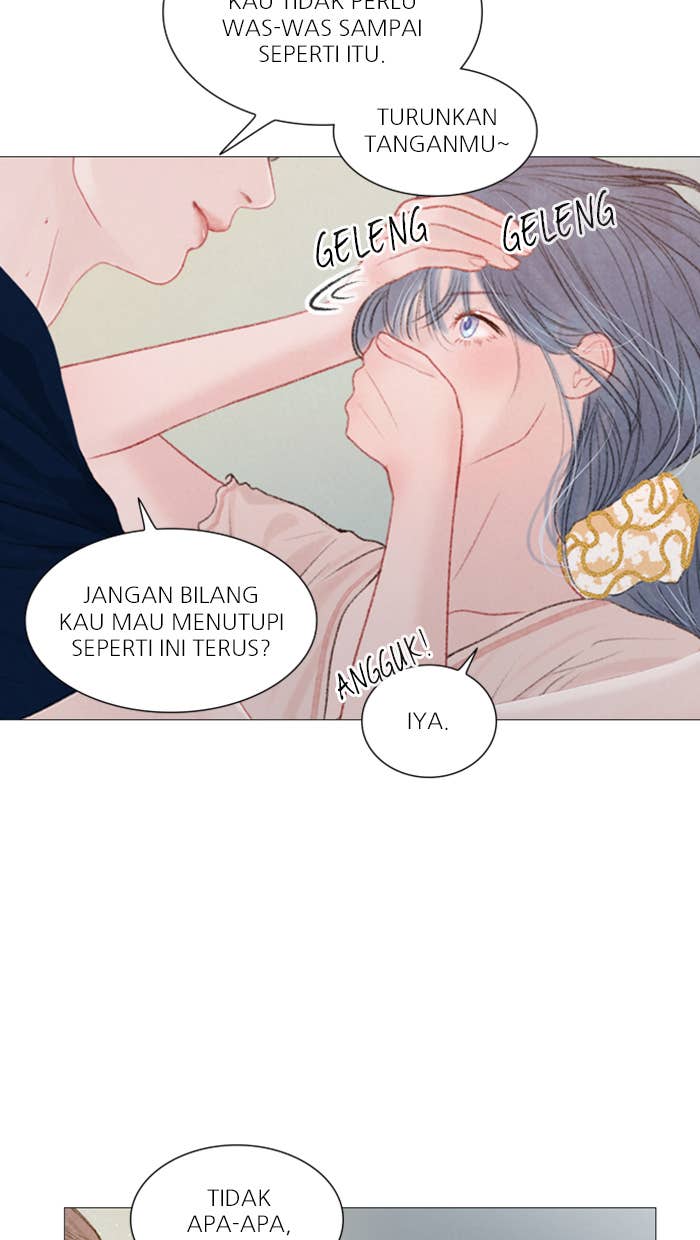 KAU TIDAK PERLU
WAS-WAS SAMPAI
SEPERTI ITU.
TURUNKAN
TANGANMU~
GELENG
GELENG
JANGAN BILANG
KAU MAU MENUTUPI
SEPERTI INI TERUS?
ANGGUK!
IYA.
TIDAK
APA-APA,